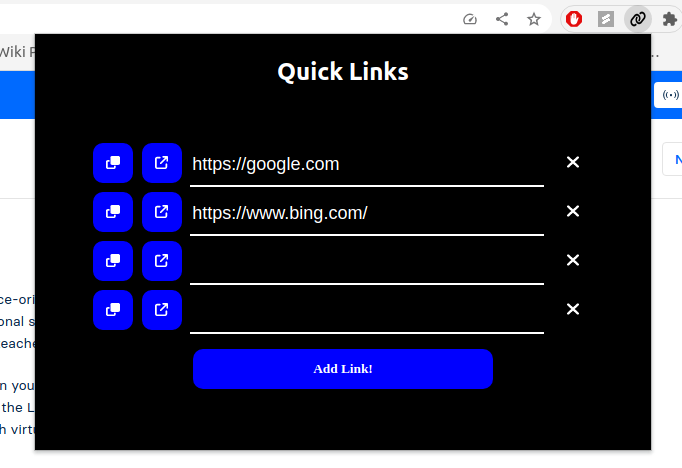 Wiki
Quick Links
https://google.com
https://www.bing.com/
Add Link!
N
ce-ori
onal s
eache
n you
the L
h virtu